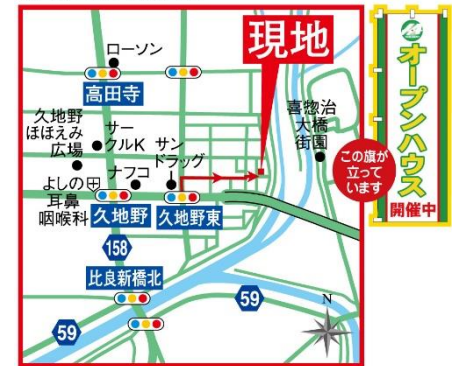 ローソン
高田寺
現地
喜惣治
大橋
街園
久地野
ほほえみ
広場
サー
クルK
サン
ドラッグ
ナフコ
よしの
耳鼻
咽喉科
久地野
久地野東
158
比良新橋北
59
59
N
オープンハウス
開催中
この旗が
立って
います